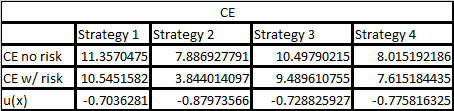 CE
Strategy 1 Strategy 2 Strategy 3 Strategy 4
CE no risk 11.3570475 7.886927791 10.49790215 8.015192186
CE w/ risk 10.5451582 3.844014097 9.489610755 7.615184435
u(x) -0.7036281 -0.87973566 -0.728825927 -0.775816325